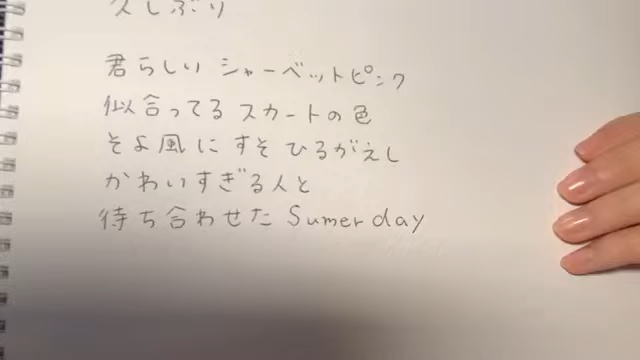 久しぶり
君らしい シャーベットピンク
似合ってる スカートの色
そよ風に すそ ひるがえし
かわいすぎる人と
待ち合わせた Sumer day